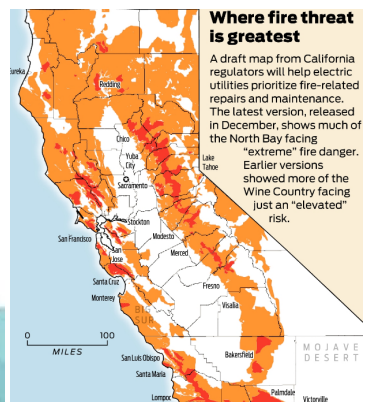 Where fire threat
is greatest
A draft map from California
regulators will help electric
utilities prioritize fire-related
repairs and maintenance.
The latest version, released
in December, shows much of
the North Bay facing
“extreme” fire danger.
Earlier versions
showed more of the
Wine Country facing
just an “elevated”
risk.
Eureka
Redding
Chico
Yuba
City
Lake
Tahoe
Sacramento
Stockton
San Francisco
Modesto
San
Jose
Merced
Santa Cruz
Monterey
Fresno
BIG
SUR
Visalia
0 100
MILES
MOJAVE
DESERT
San Luis Obispo
Bakersfield
Santa Maria
Palmdale
Lompoc
Victorville